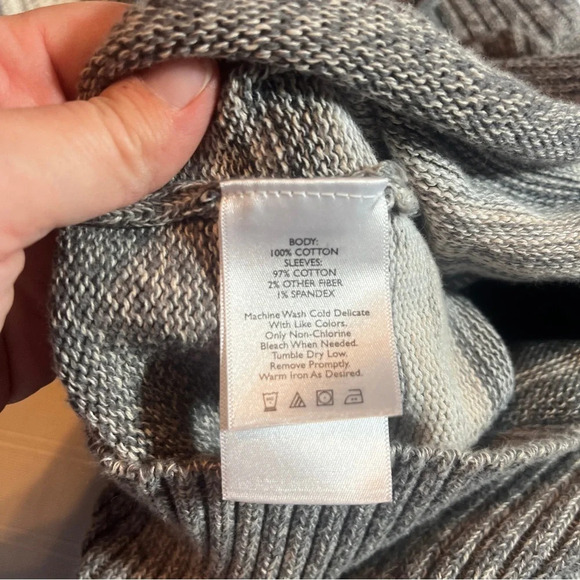 BODY:
100% COTTON
SLEEVES:
97% COTTON
2% OTHER FIBER
1% SPANDEX
Machine Wash Cold Delicate
With Like Colors.
Only Non-Chlorine
Bleach When Needed.
Tumble Dry Low.
Remove Promptly.
Warm Iron As Desired.